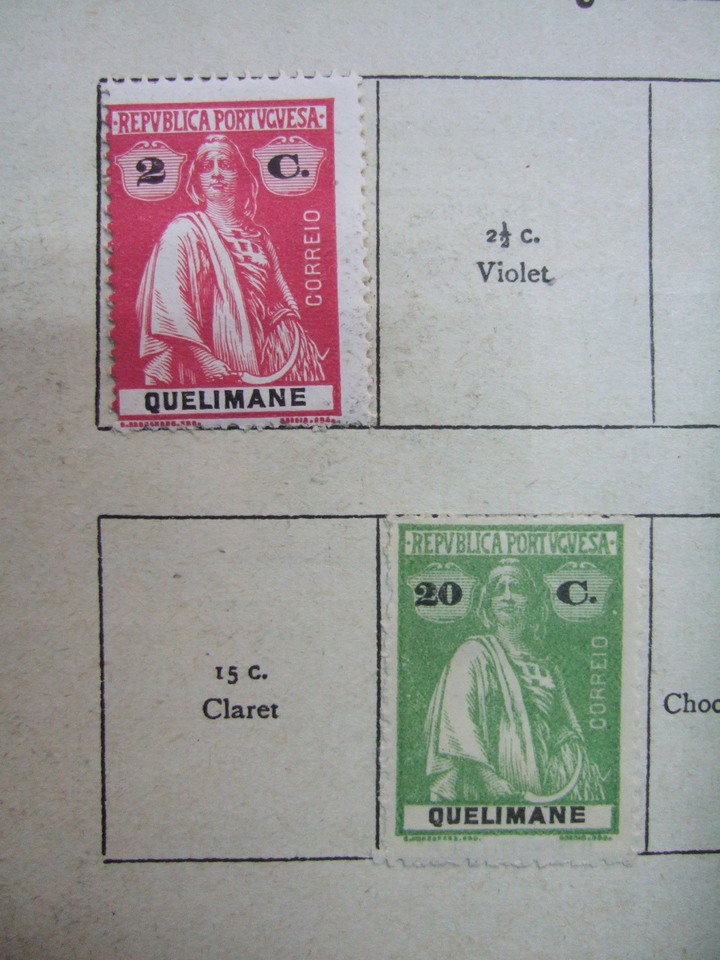 ·REPVBLICA PORTVGVESA·
2 C.
CORREIO
QUELIMANE
2½ C.
Violet
15 C.
Claret
·REPVBLICA PORTVGVESA·
20 C.
CORREIO
QUELIMANE
Choc